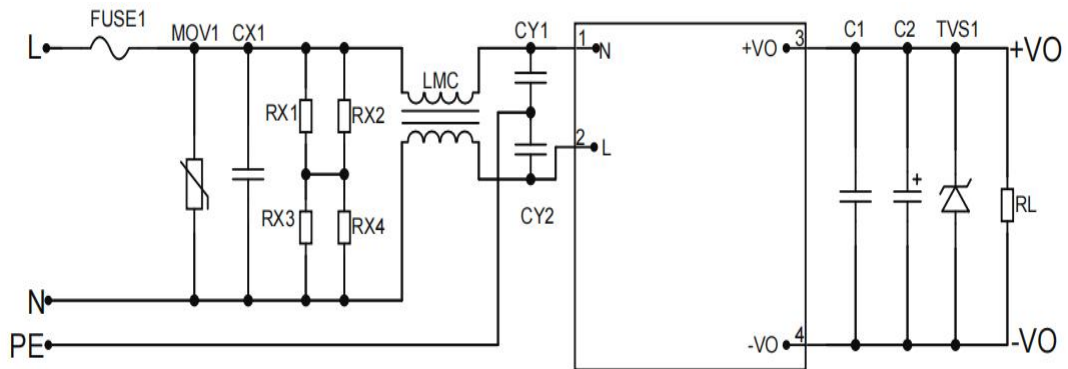 FUSE1
MOV1 CX1
CY1
C1 C2 TVS1
L
1
N
+VO
3
+VO
LMC
RX1 RX2
2
L
RX3 RX4
CY2
+
RL
N
PE
-VO
4
-VO